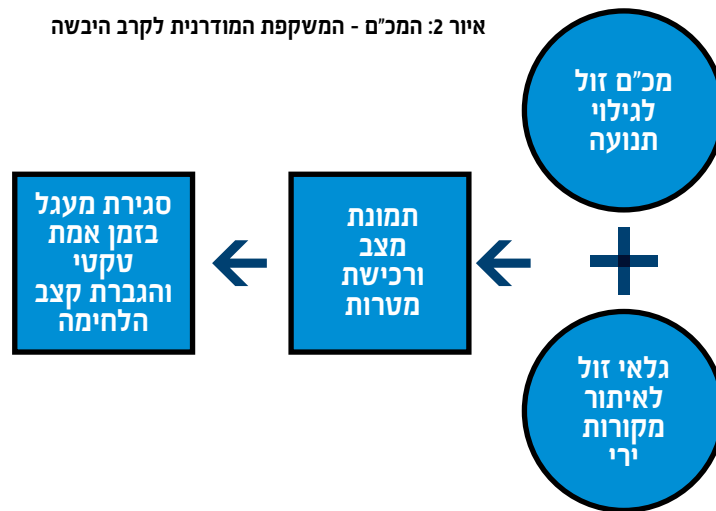 איור 2: המכ"ם - המשקפת המודרנית לקרב היבשה
מכ"ם זול
לגילוי
תנועה
+
גלאי זול
לאיתור
מקורות
ירי
תמונת
מצב
ורכישת
מטרות
סגירת מעגל
בזמן אמת
טקטי
והגברת קצב
הלחימה